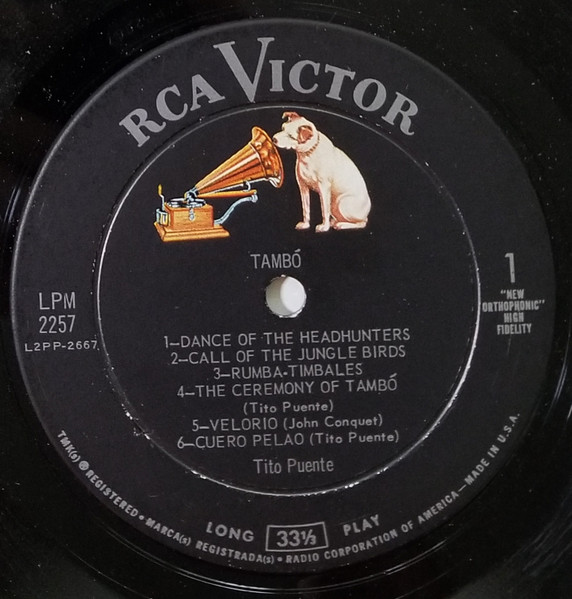 RCA VICTOR
TAMBÓ
LPM
2257
L2PP-2667
1
"NEW
ORTHOPHONIC"
HIGH
FIDELITY
1—DANCE OF THE HEADHUNTERS
2—CALL OF THE JUNGLE BIRDS
3—RUMBA-TIMBALES
4—THE CEREMONY OF TAMBÓ
(Tito Puente)
5—VELORIO (John Conquet)
6—CUERO PELAO (Tito Puente)
Tito Puente
LONG 33⅓ PLAY
TMK(s) ® REGISTERED • MARCA(s) REGISTRADA(s) • RADIO CORPORATION OF AMERICA—MADE IN U.S.A.